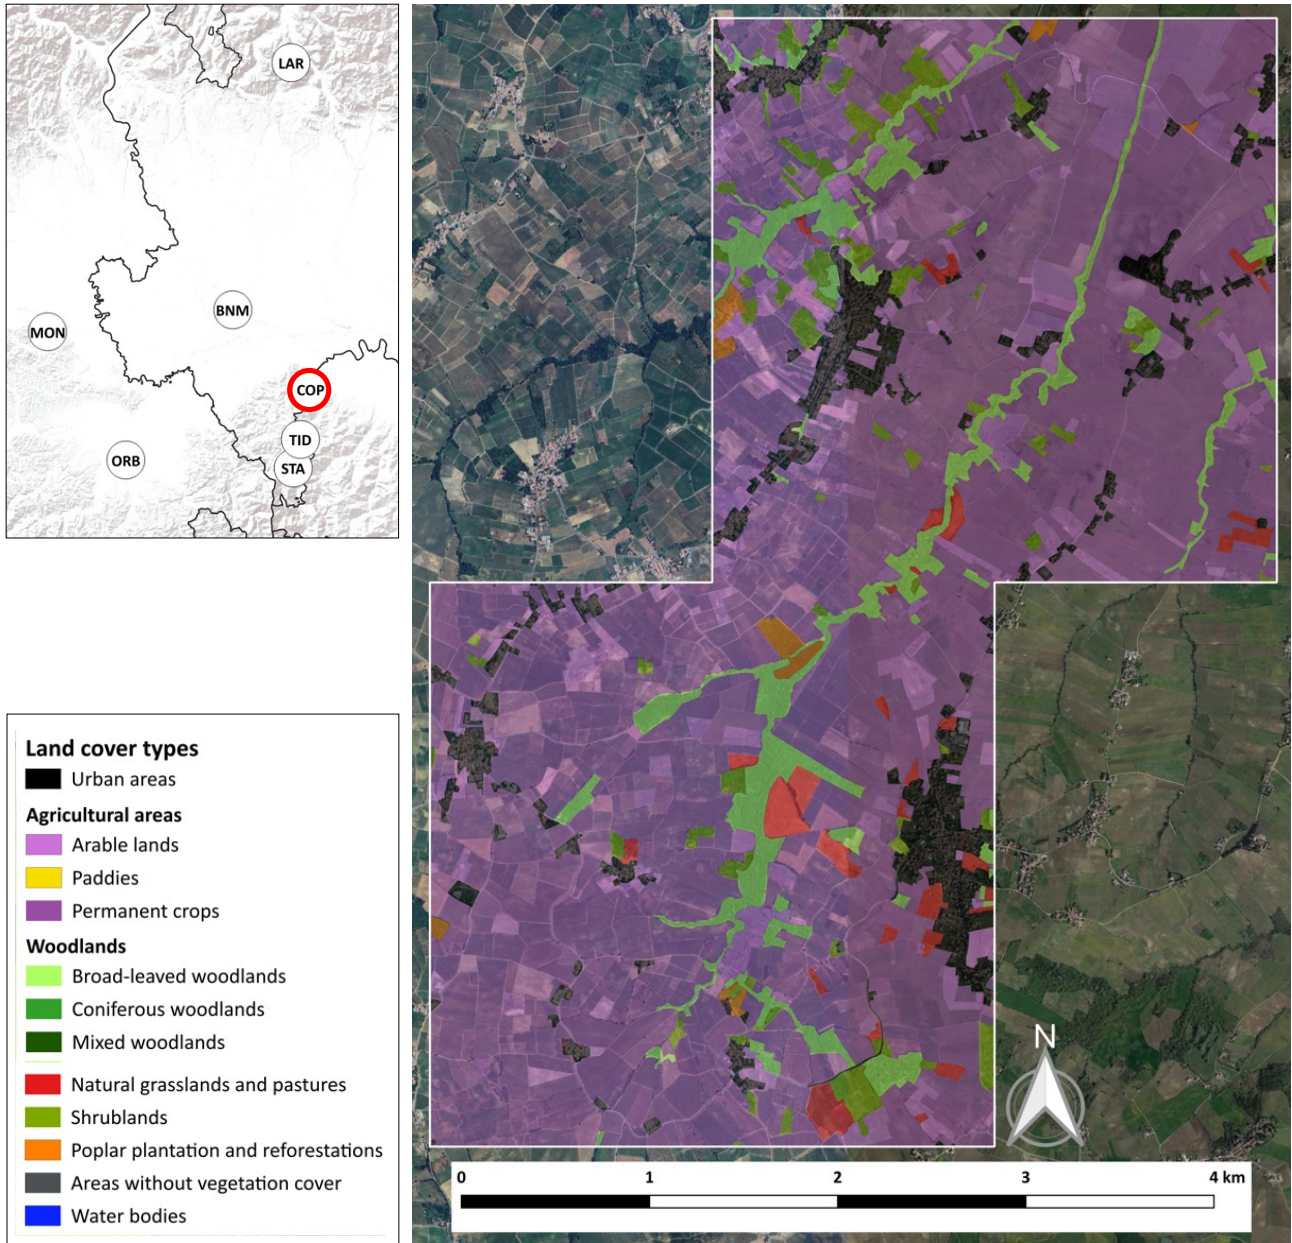 LAR
BNM
MON
COP
TID
ORB
STA
Land cover types
Urban areas
Agricultural areas
Arable lands
Paddies
Permanent crops
Woodlands
Broad-leaved woodlands
Coniferous woodlands
Mixed woodlands
Natural grasslands and pastures
Shrublands
Poplar plantation and reforestations
Areas without vegetation cover
Water bodies
N
0 1 2 3 4 km